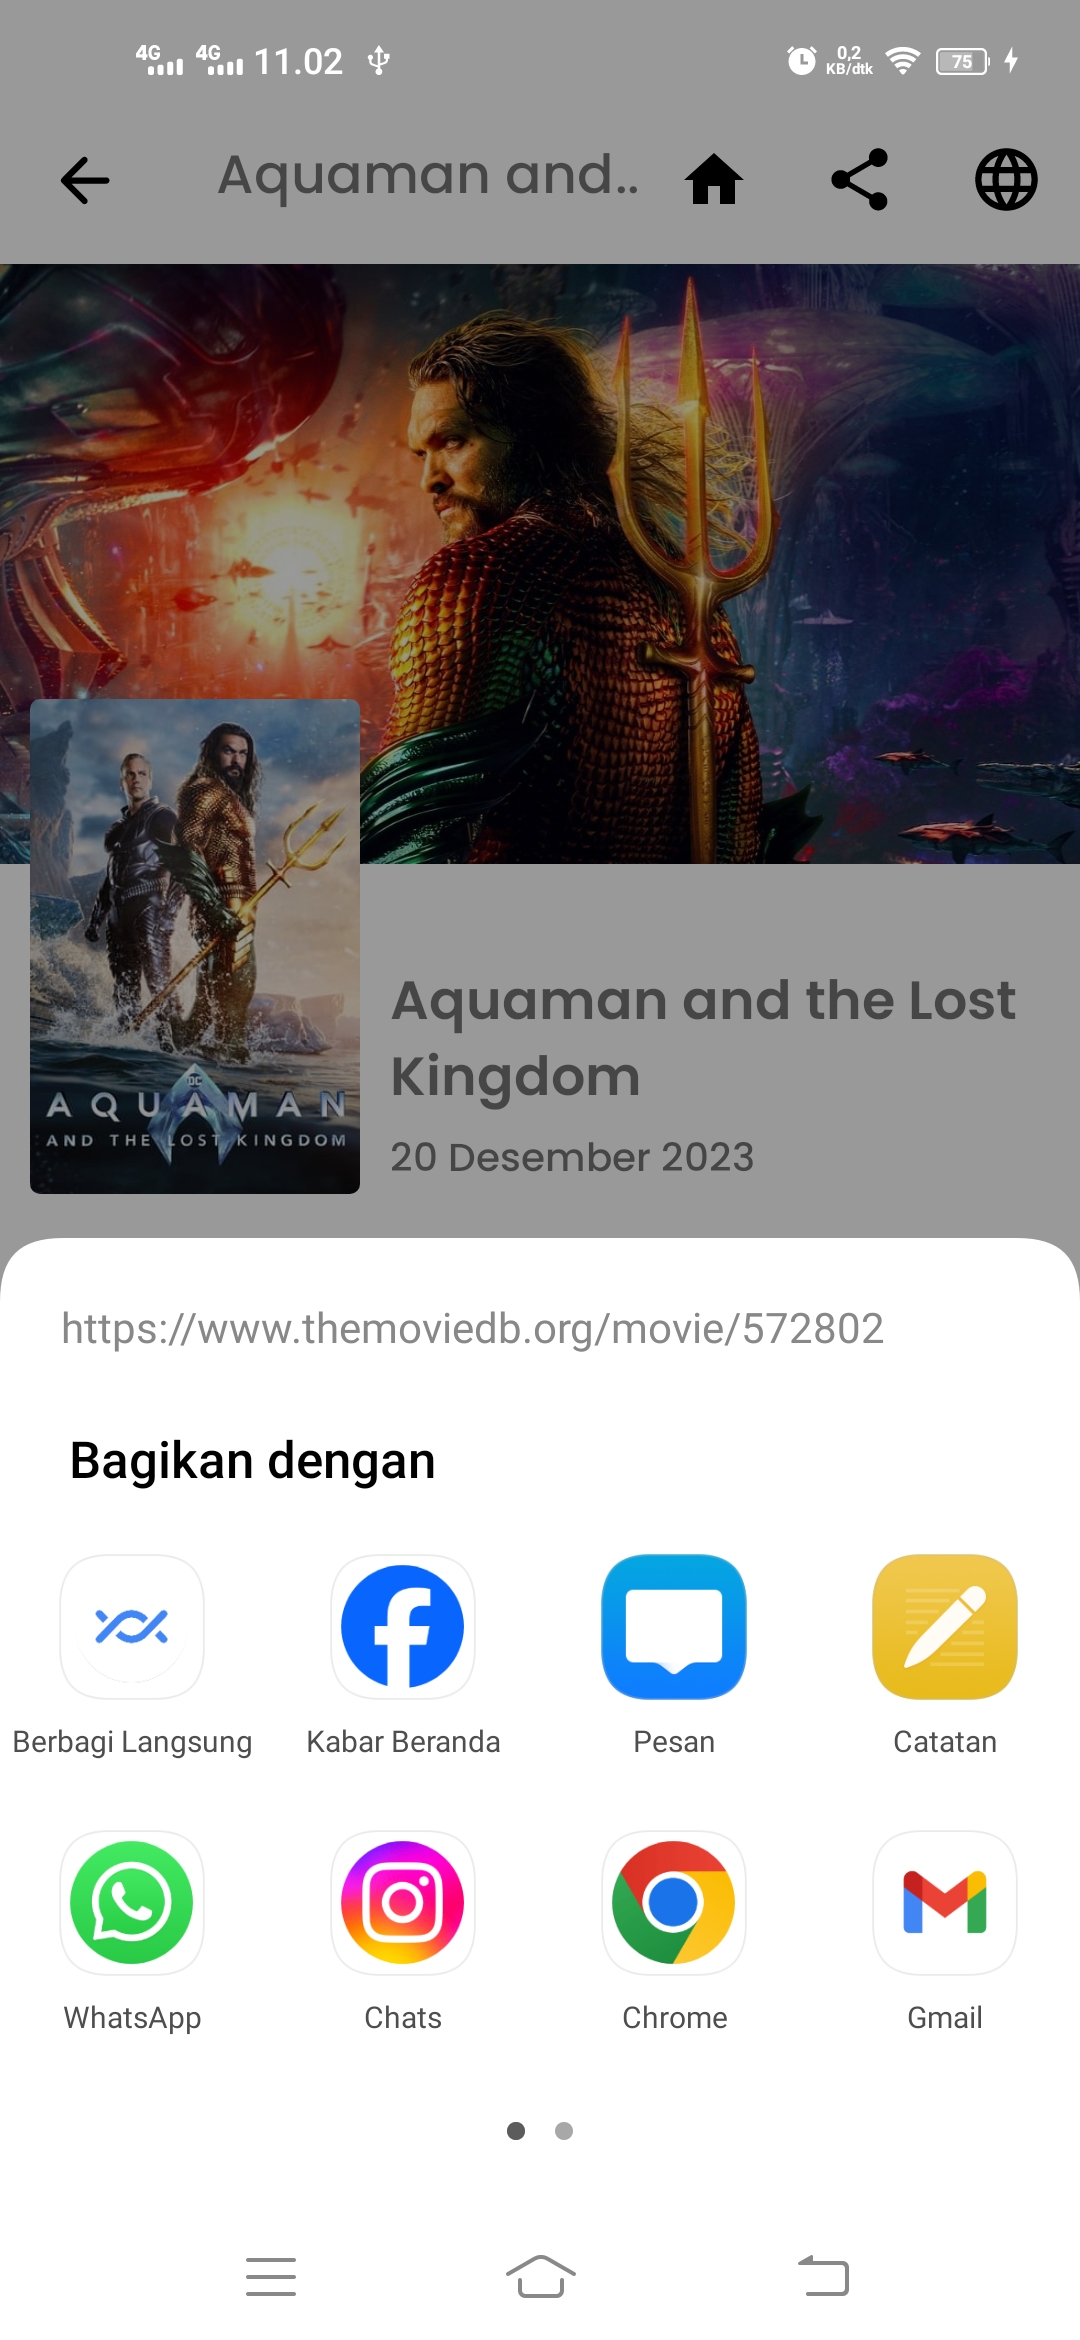 4G 4G 11.02 0,2 KB/dtk 75
Aquaman and..
DC
AQUAMAN
AND THE LOST KINGDOM
Aquaman and the Lost
Kingdom
20 Desember 2023
https://www.themoviedb.org/movie/572802
Bagikan dengan
Berbagi Langsung Kabar Beranda Pesan Catatan
WhatsApp Chats Chrome Gmail